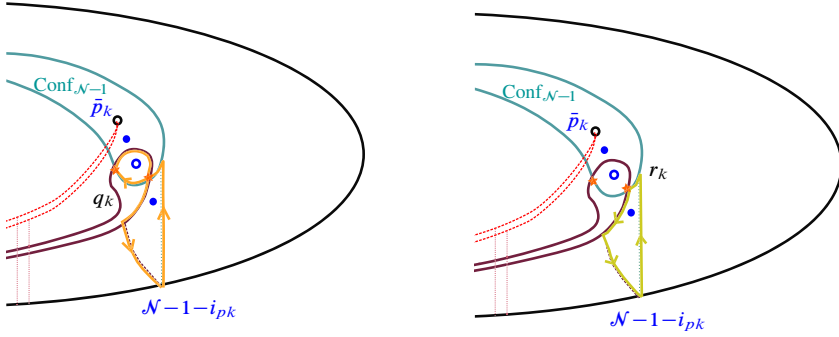 Conf_{𝒩−1}
p̄_k
q_k
𝒩−1−i_{pk}
Conf_{𝒩−1}
p̄_k
r_k
𝒩−1−i_{pk}